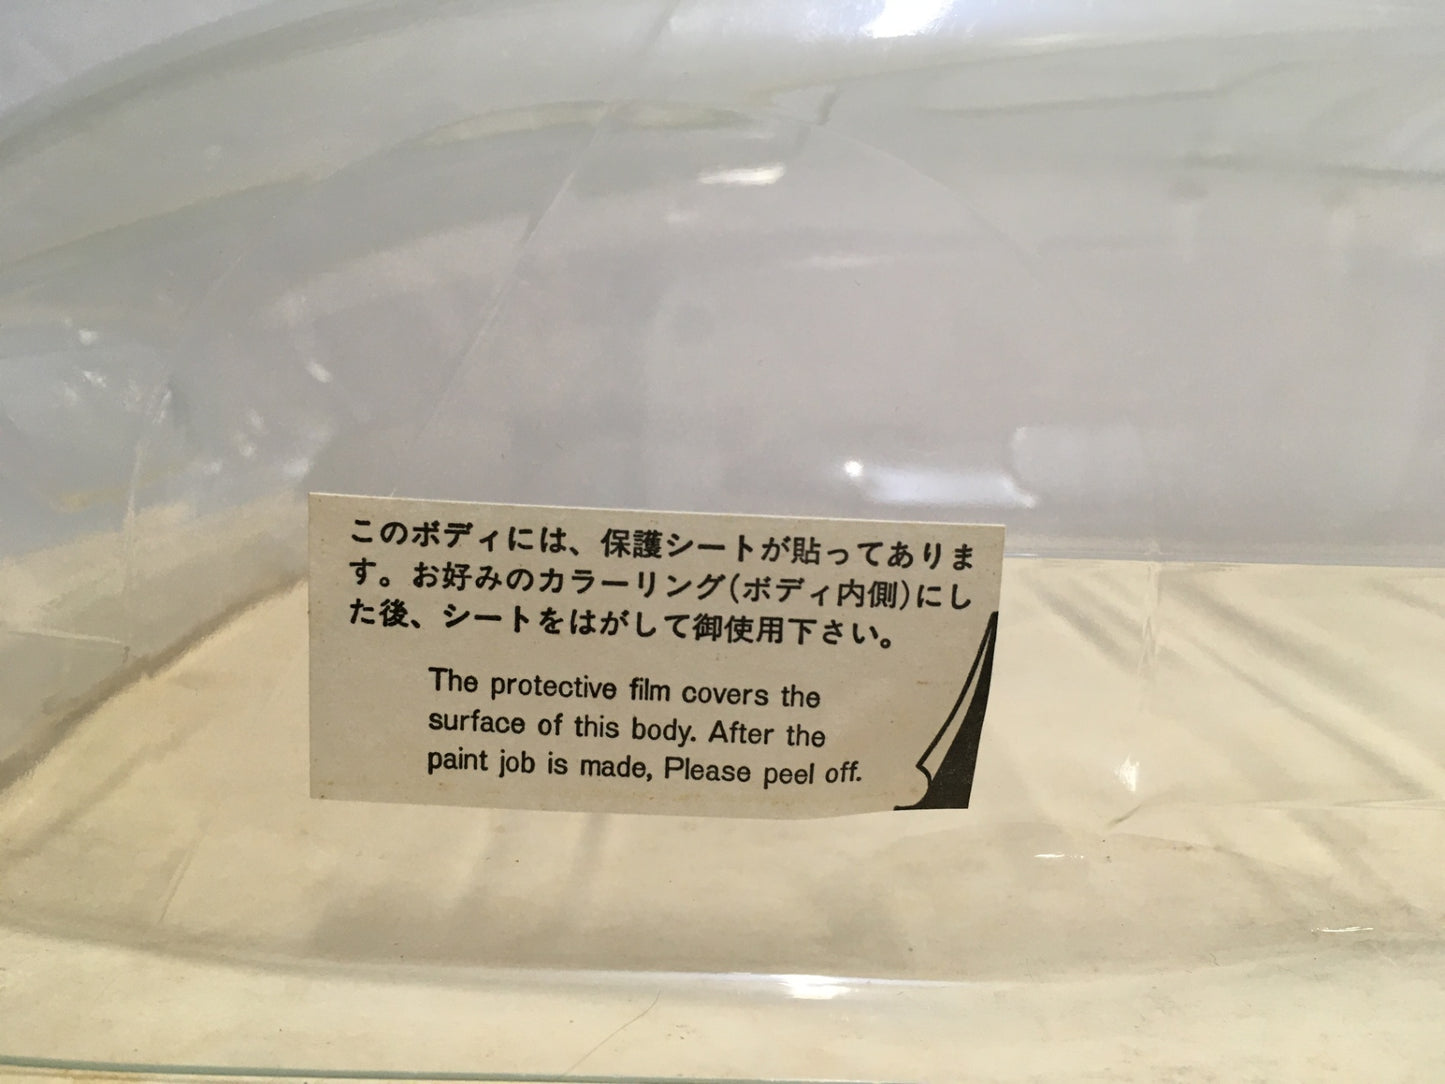 このボディには、保護シートが貼ってありま
す。お好みのカラーリング(ボディ内側)にし
た後、シートをはがして御使用下さい。
The protective film covers the
surface of this body. After the
paint job is made, Please peel off.